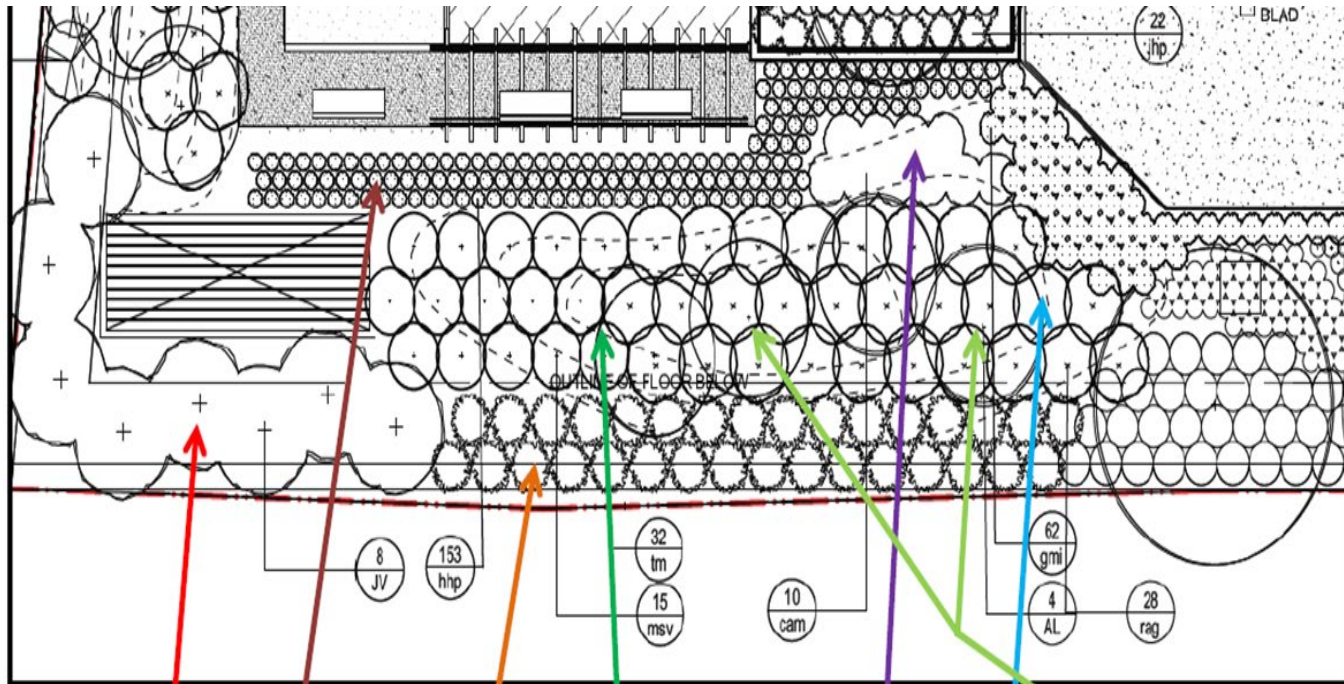 22
jhp
BLAD
OUTLINE OF FLOOR BELOW
8
JV
153
hhp
32
tm
15
msv
10
cam
62
gmi
4
AL
28
rag